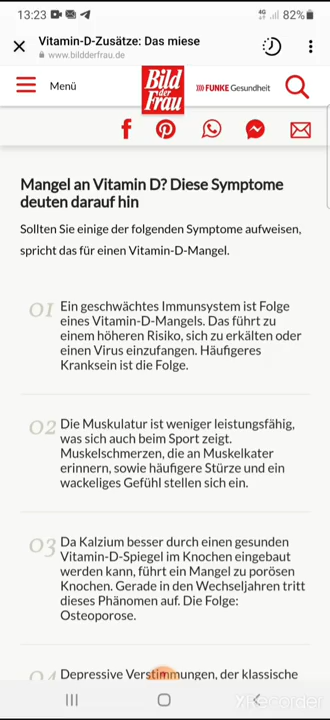 13:23
4G
82%
Vitamin-D-Zusätze: Das miese
www.bildderfrau.de
Menü
Bild
der
Frau
FUNKE Gesundheit
Mangel an Vitamin D? Diese Symptome
deuten darauf hin
Sollten Sie einige der folgenden Symptome aufweisen,
spricht das für einen Vitamin-D-Mangel.
01 Ein geschwächtes Immunsystem ist Folge
eines Vitamin-D-Mangels. Das führt zu
einem höheren Risiko, sich zu erkälten oder
einen Virus einzufangen. Häufigeres
Kranksein ist die Folge.
02 Die Muskulatur ist weniger leistungsfähig,
was sich auch beim Sport zeigt.
Muskelschmerzen, die an Muskelkater
erinnern, sowie häufigere Stürze und ein
wackeliges Gefühl stellen sich ein.
03 Da Kalzium besser durch einen gesunden
Vitamin-D-Spiegel im Knochen eingebaut
werden kann, führt ein Mangel zu porösen
Knochen. Gerade in den Wechseljahren tritt
dieses Phänomen auf. Die Folge:
Osteoporose.
04 Depressive Verstimmungen, der klassische
XRecorder